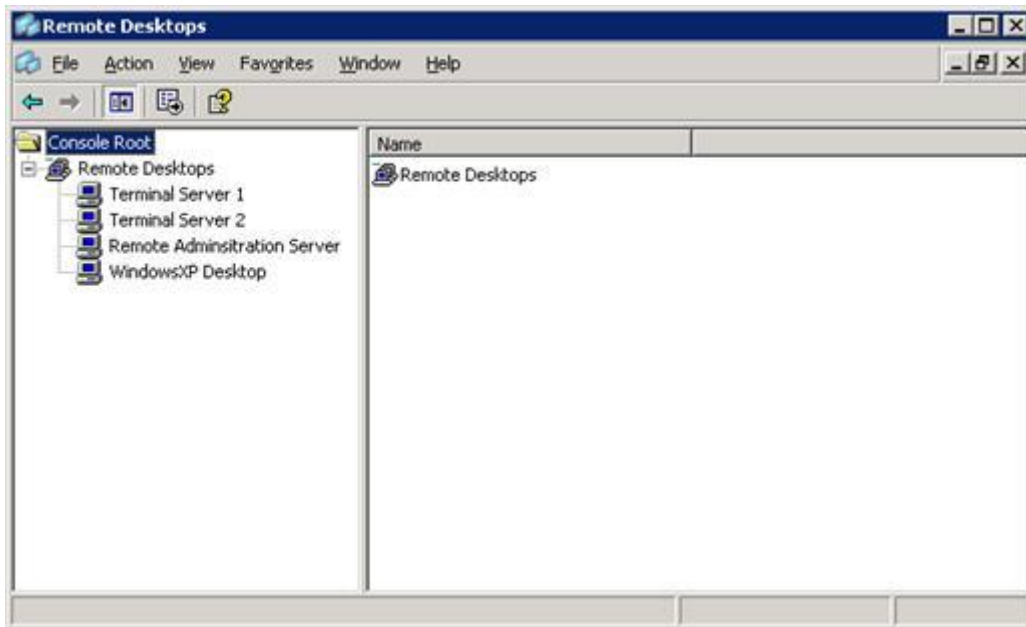 Remote Desktops
File Action View Favorites Window Help
Console Root
Name
Remote Desktops
Remote Desktops
Terminal Server 1
Terminal Server 2
Remote Adminsitration Server
WindowsXP Desktop